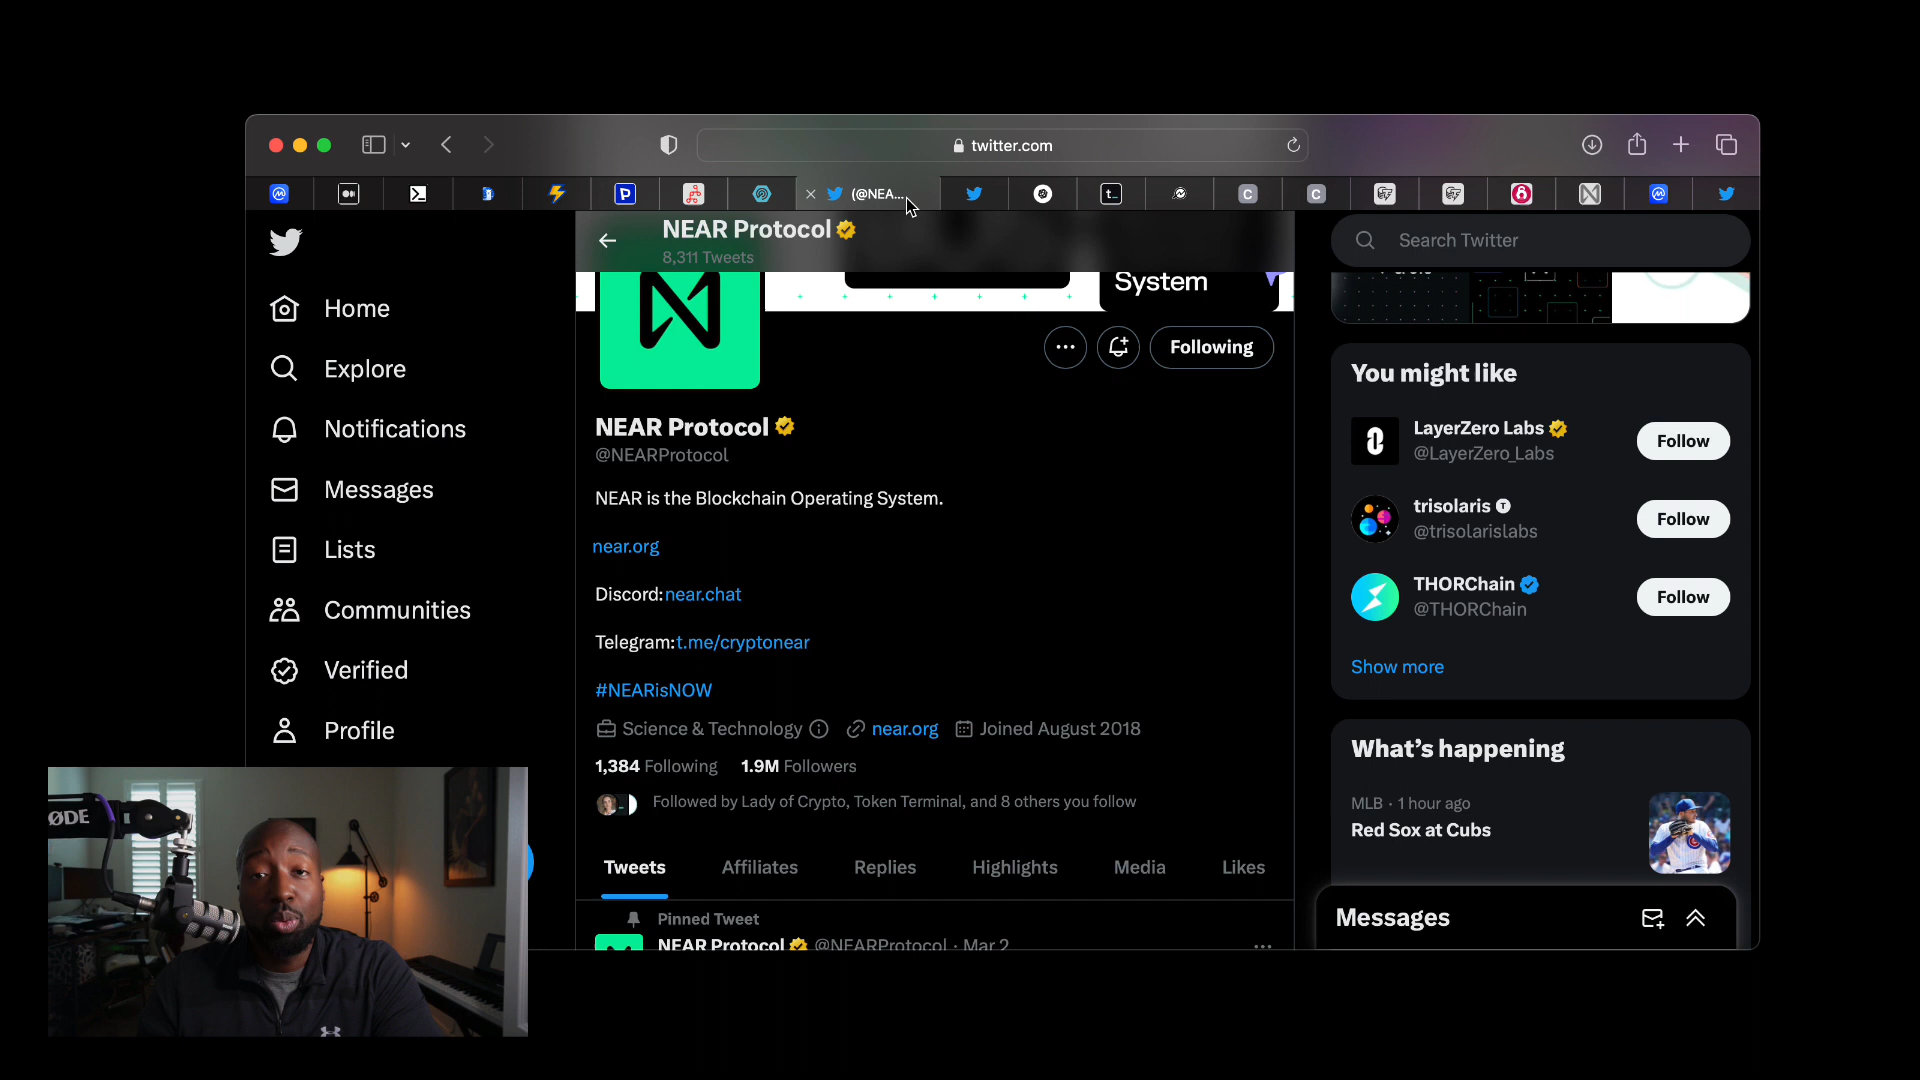 twitter.com
(@NEA...
t_
C
C
NEAR Protocol
8,311 Tweets
System
Search Twitter
Home
Explore
Notifications
Messages
Lists
Communities
Verified
Profile
Following
NEAR Protocol
@NEARProtocol
NEAR is the Blockchain Operating System.
near.org
Discord:near.chat
Telegram:t.me/cryptonear
#NEARisNOW
Science & Technology near.org Joined August 2018
1,384 Following 1.9M Followers
Followed by Lady of Crypto, Token Terminal, and 8 others you follow
Tweets Affiliates Replies Highlights Media Likes
Pinned Tweet
NEAR Protocol @NEARProtocol · Mar 2
You might like
LayerZero Labs
@LayerZero_Labs
Follow
trisolaris
@trisolarislabs
Follow
THORChain
@THORChain
Follow
Show more
What's happening
MLB · 1 hour ago
Red Sox at Cubs
Messages
RØDE